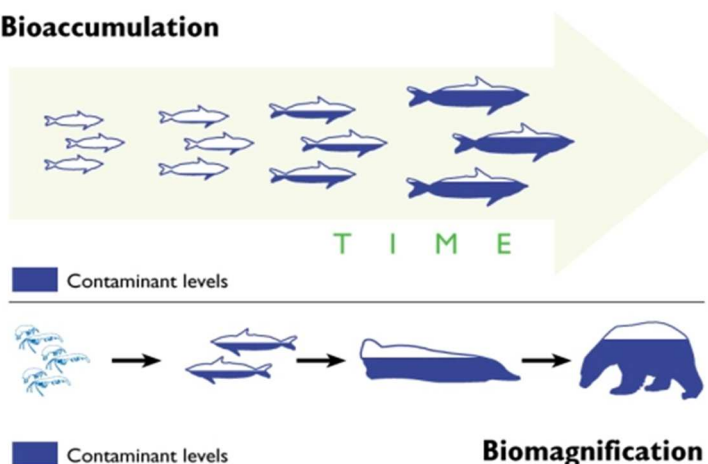 Bioaccumulation
T I M E
Contaminant levels
Contaminant levels
Biomagnification